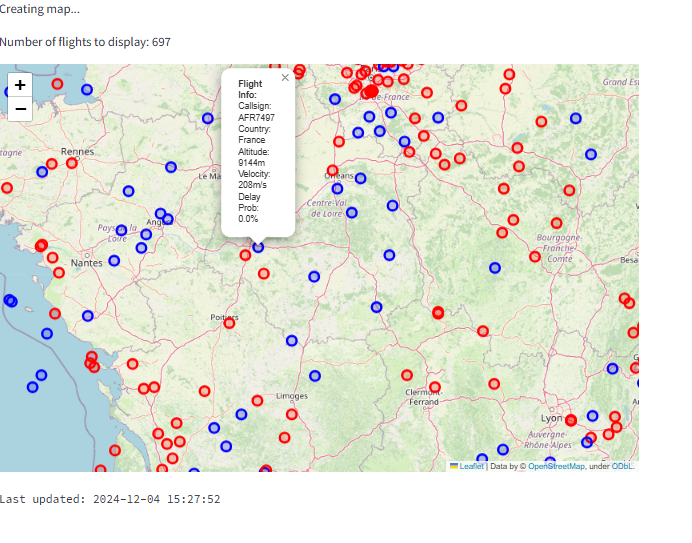 Creating map...
Number of flights to display: 697
+
−
×
Flight
Info:
Callsign:
AFR7497
Country:
France
Altitude:
9144m
Velocity:
208m/s
Delay
Prob:
0.0%
Île-de-France
Grand Est
Rennes
Le Ma
Orléans
Centre-Val
de Loire
Pays de la
Loire
Nantes
Bourgogne-
Franche-
Comté
Besa
Poitiers
Limoges
Clermont-
Ferrand
Lyon
Auvergne-
Rhône-Alpes
Leaflet | Data by © OpenStreetMap, under ODbL.
Last updated: 2024-12-04 15:27:52